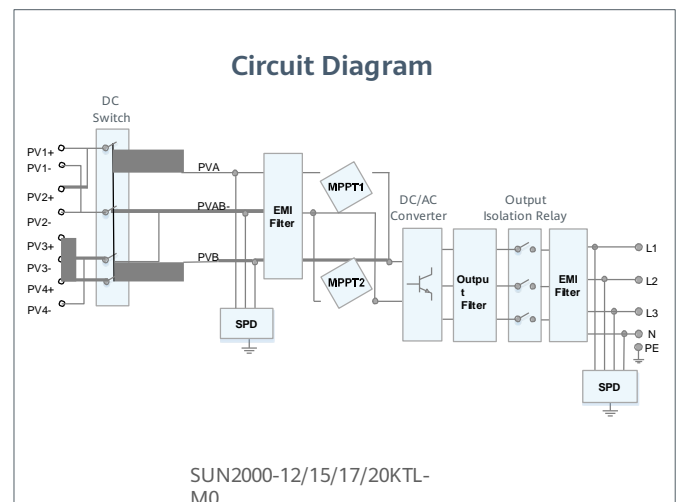 Circuit Diagram
DC
Switch
PV1+
PV1-
PV2+
PV2-
PV3+
PV3-
PV4+
PV4-
PVA
PVAB-
PVB
EMI
Filter
SPD
MPPT1
MPPT2
DC/AC
Converter
Outpu
t
Filter
Output
Isolation Relay
EMI
Filter
L1
L2
L3
N
PE
SPD
SUN2000-12/15/17/20KTL-
M0